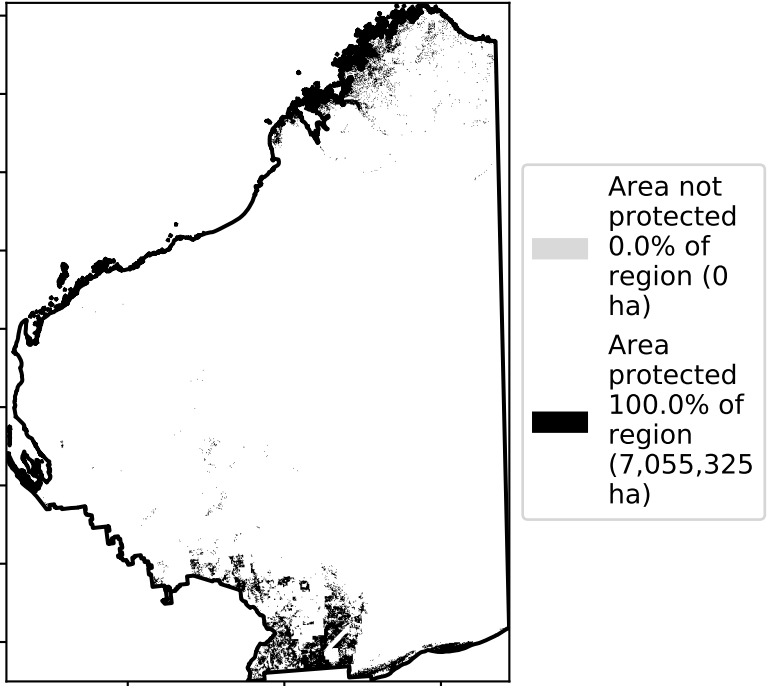 Area not
protected
0.0% of
region (0
ha)
Area
protected
100.0% of
region
(7,055,325
ha)